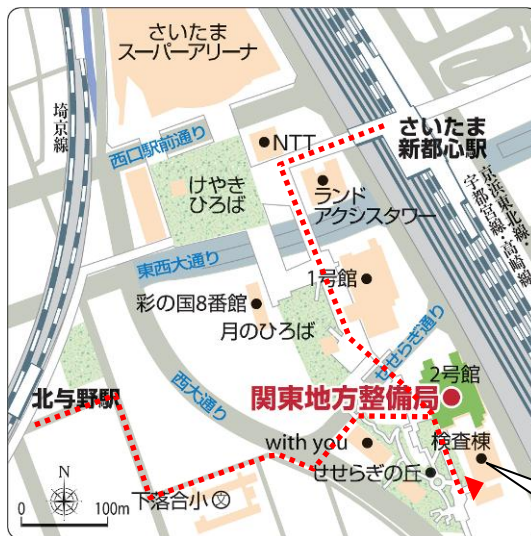 さいたま
スーパーアリーナ
埼京線
西口駅前通り
NTT
さいたま
新都心駅
けやき
ひろば
ランド
アクシスタワー
京浜東北線
宇都宮線・高崎線
東西大通り
1号館
彩の国8番館
月のひろば
せせらぎ通り
2号館
北与野駅
西大通り
関東地方整備局
with you
検査棟
せせらぎの丘
N
下落合小
文
0
100m